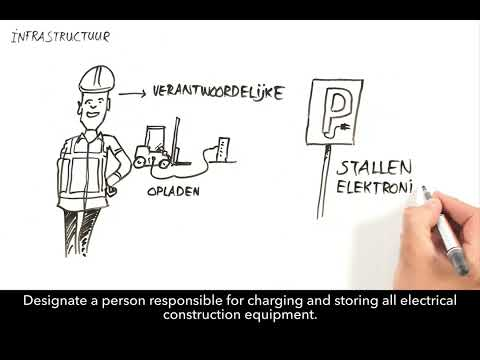 INFRASTRUCTUUR
VERANTWOORDELIJKE
OPLADEN
P
STALLEN
ELEKTRONI
Designate a person responsible for charging and storing all electrical
construction equipment.